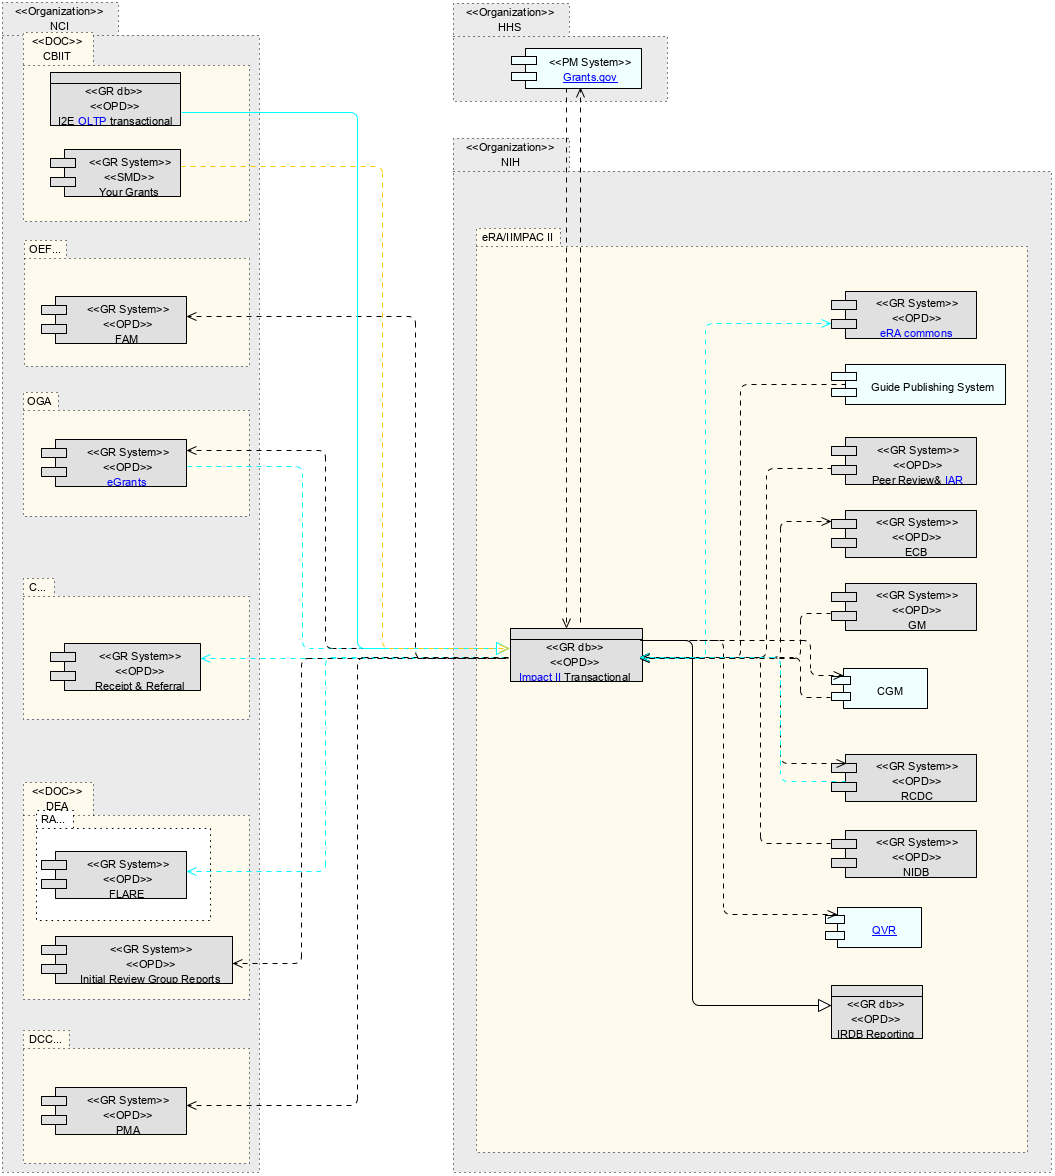 <<Organization>>
NCI
<<DOC>>
CBIIT
<<GR db>>
<<OPD>>
I2E OLTP transactional
<<GR System>>
<<SMD>>
Your Grants
OEF...
<<GR System>>
<<OPD>>
FAM
OGA
<<GR System>>
<<OPD>>
eGrants
C...
<<GR System>>
<<OPD>>
Receipt & Referral
<<DOC>>
DEA
RA...
<<GR System>>
<<OPD>>
FLARE
<<GR System>>
<<OPD>>
Initial Review Group Reports
DCC...
<<GR System>>
<<OPD>>
PMA
<<Organization>>
HHS
<<PM System>>
Grants.gov
<<Organization>>
NIH
eRA/IIMPAC II
<<GR db>>
<<OPD>>
Impact II Transactional
<<GR System>>
<<OPD>>
eRA commons
Guide Publishing System
<<GR System>>
<<OPD>>
Peer Review& IAR
<<GR System>>
<<OPD>>
ECB
<<GR System>>
<<OPD>>
GM
CGM
<<GR System>>
<<OPD>>
RCDC
<<GR System>>
<<OPD>>
NIDB
QVR
<<GR db>>
<<OPD>>
IRDB Reporting